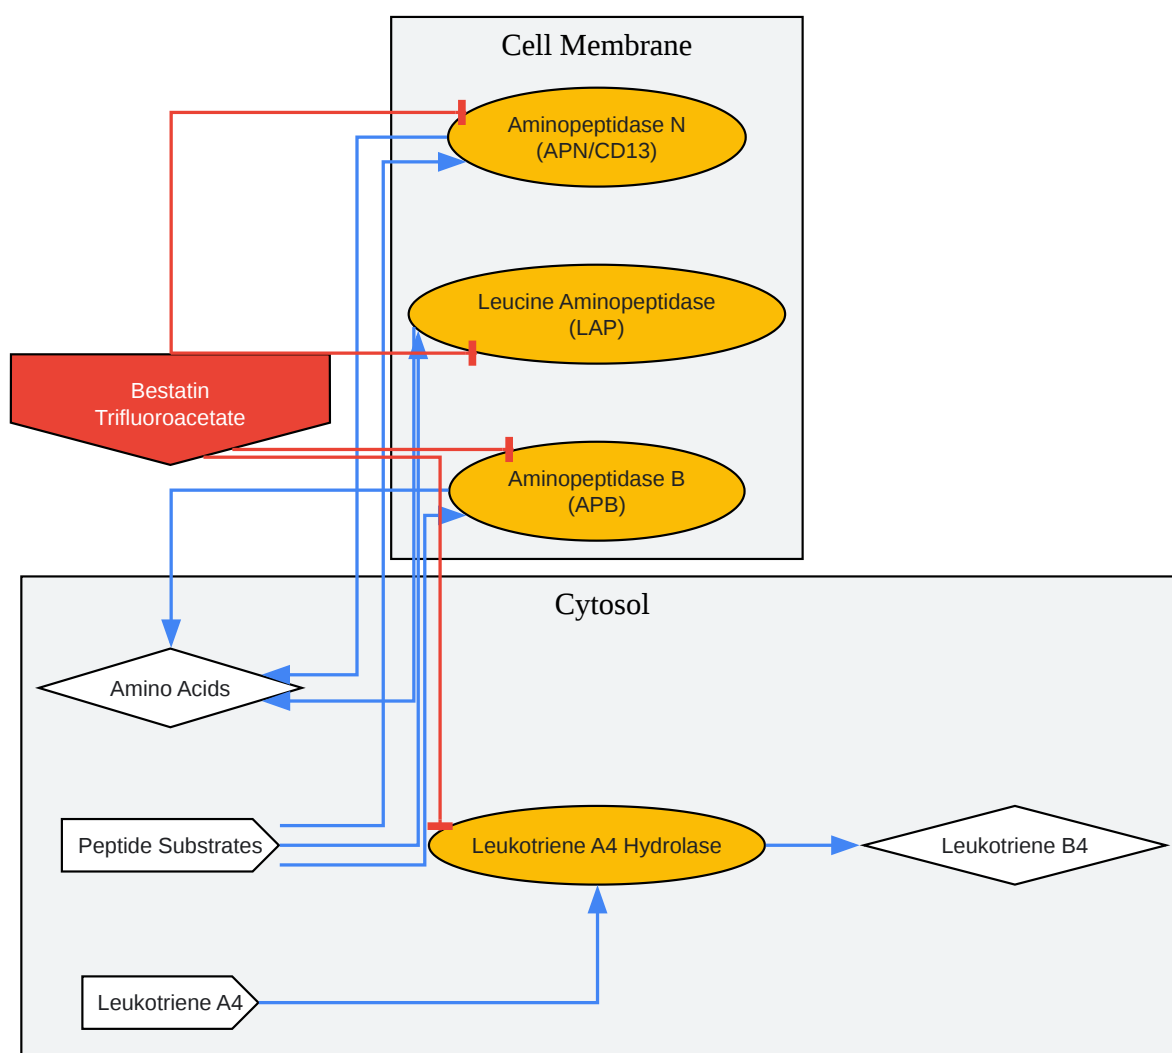 Cell Membrane
Aminopeptidase N
(APN/CD13)
Leucine Aminopeptidase
(LAP)
Bestatin
Trifluoroacetate
Aminopeptidase B
(APB)
Cytosol
Amino Acids
Peptide Substrates
Leukotriene A4 Hydrolase
Leukotriene B4
Leukotriene A4